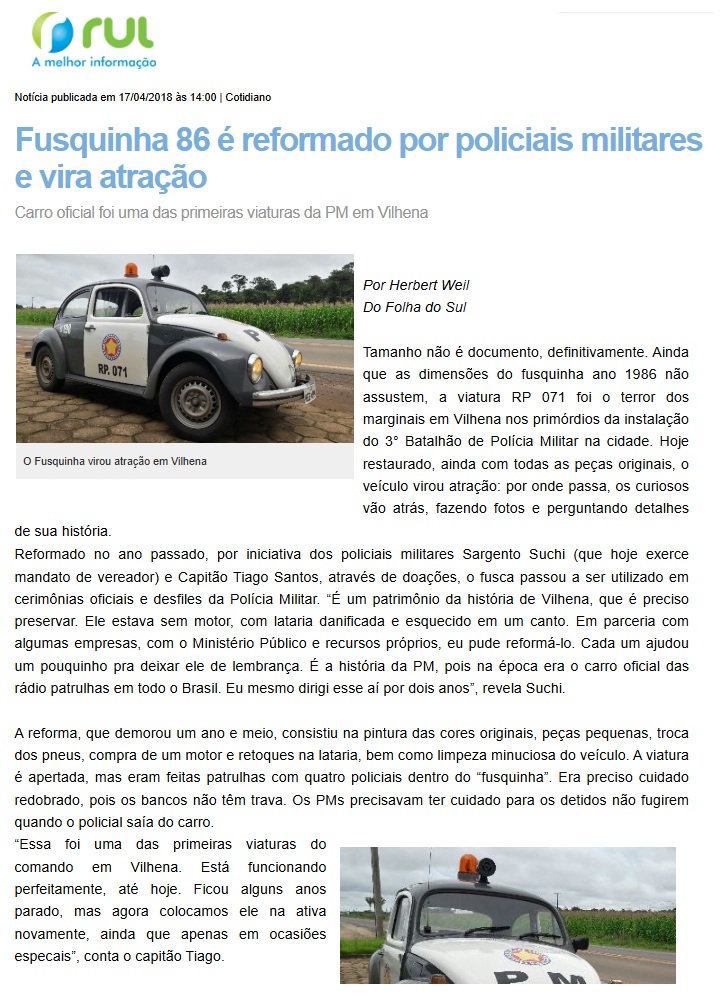 rul
A melhor informação
Notícia publicada em 17/04/2018 às 14:00 | Cotidiano
Fusquinha 86 é reformado por policiais militares
e vira atração
Carro oficial foi uma das primeiras viaturas da PM em Vilhena
196
P
RP. 071
O Fusquinha virou atração em Vilhena
Por Herbert Weil
Do Folha do Sul
Tamanho não é documento, definitivamente. Ainda
que as dimensões do fusquinha ano 1986 não
assustem, a viatura RP 071 foi o terror dos
marginais em Vilhena nos primórdios da instalação
do 3° Batalhão de Polícia Militar na cidade. Hoje
restaurado, ainda com todas as peças originais, o
veículo virou atração: por onde passa, os curiosos
vão atrás, fazendo fotos e perguntando detalhes
de sua história.
Reformado no ano passado, por iniciativa dos policiais militares Sargento Suchi (que hoje exerce
mandato de vereador) e Capitão Tiago Santos, através de doações, o fusca passou a ser utilizado em
cerimônias oficiais e desfiles da Polícia Militar. “É um patrimônio da história de Vilhena, que é preciso
preservar. Ele estava sem motor, com lataria danificada e esquecido em um canto. Em parceria com
algumas empresas, com o Ministério Público e recursos próprios, eu pude reformá-lo. Cada um ajudou
um pouquinho pra deixar ele de lembrança. É a história da PM, pois na época era o carro oficial das
rádio patrulhas em todo o Brasil. Eu mesmo dirigi esse aí por dois anos”, revela Suchi.
A reforma, que demorou um ano e meio, consistiu na pintura das cores originais, peças pequenas, troca
dos pneus, compra de um motor e retoques na lataria, bem como limpeza minuciosa do veículo. A viatura
é apertada, mas eram feitas patrulhas com quatro policiais dentro do “fusquinha”. Era preciso cuidado
redobrado, pois os bancos não têm trava. Os PMs precisavam ter cuidado para os detidos não fugirem
quando o policial saía do carro.
“Essa foi uma das primeiras viaturas do
comando em Vilhena. Está funcionando
perfeitamente, até hoje. Ficou alguns anos
parado, mas agora colocamos ele na ativa
novamente, ainda que apenas em ocasiões
especais”, conta o capitão Tiago.
P M